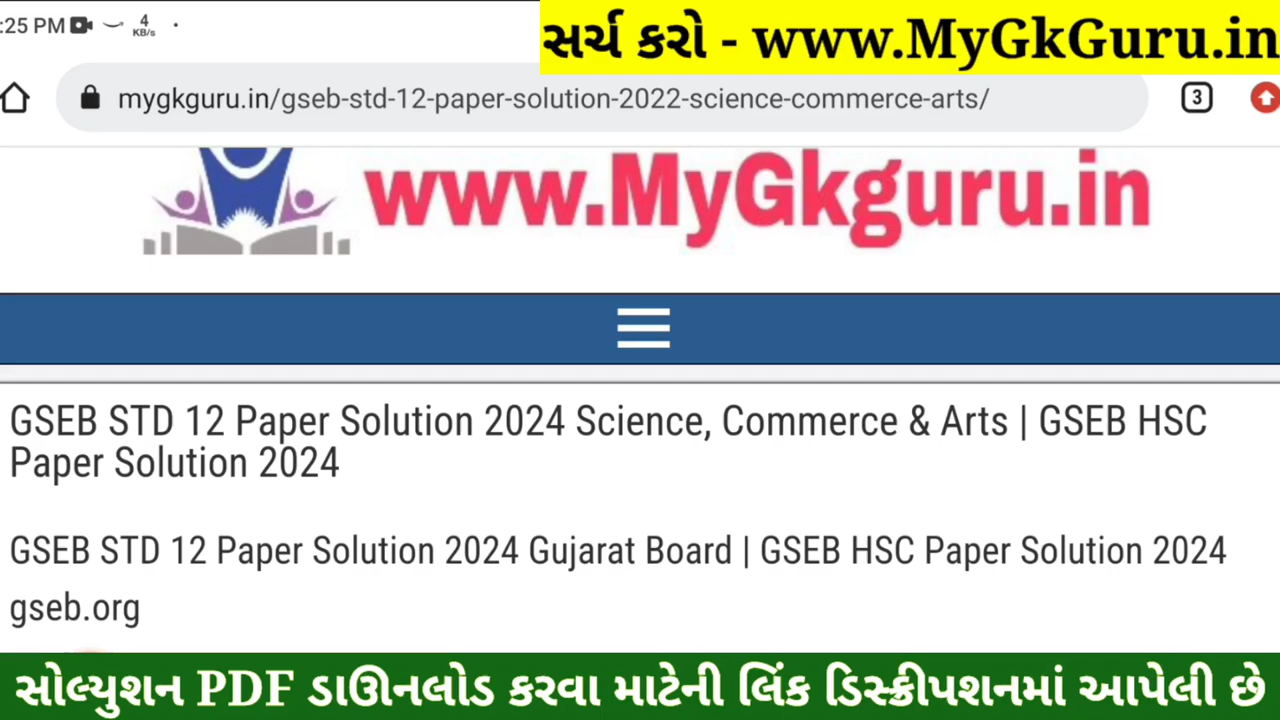 :25 PM 4 KB/s
સર્ચ કરો - www.MyGkGuru.in
mygkguru.in/gseb-std-12-paper-solution-2022-science-commerce-arts/
3
www.MyGkguru.in
GSEB STD 12 Paper Solution 2024 Science, Commerce & Arts | GSEB HSC
Paper Solution 2024
GSEB STD 12 Paper Solution 2024 Gujarat Board | GSEB HSC Paper Solution 2024
gseb.org
સોલ્યુશન PDF ડાઊનલોડ કરવા માટેની લિંક ડિસ્ક્રીપશનમાં આપેલી છે